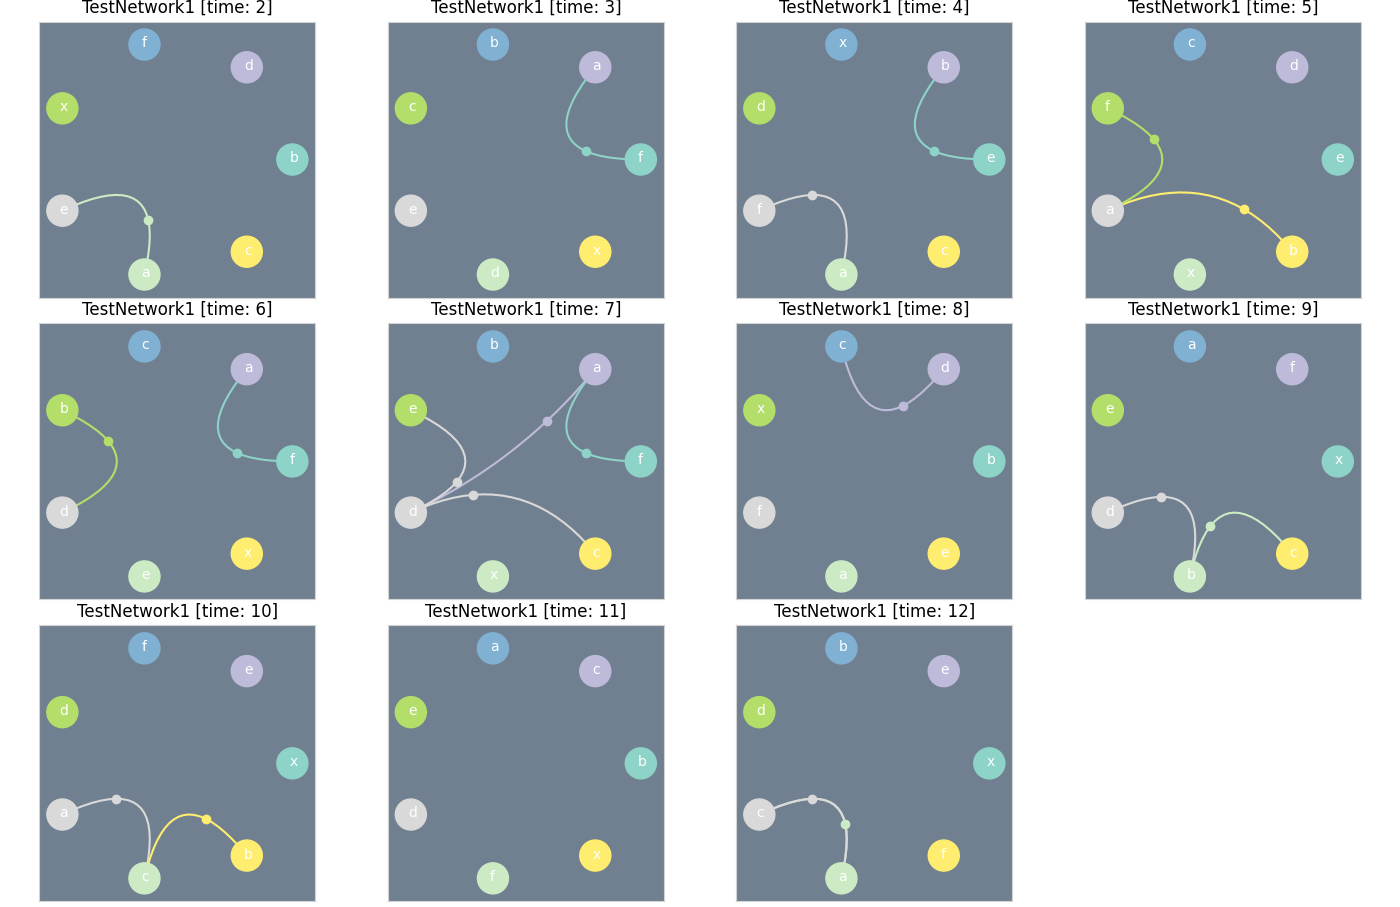 TestNetwork1 [time: 2]
f
d
x
b
e
c
a
TestNetwork1 [time: 3]
b
a
c
f
e
x
d
TestNetwork1 [time: 4]
x
b
d
e
f
c
a
TestNetwork1 [time: 5]
c
d
f
e
a
b
x
TestNetwork1 [time: 6]
c
a
b
f
d
x
e
TestNetwork1 [time: 7]
b
a
e
f
d
c
x
TestNetwork1 [time: 8]
c
d
x
b
f
e
a
TestNetwork1 [time: 9]
a
f
e
x
d
c
b
TestNetwork1 [time: 10]
f
e
d
x
a
b
c
TestNetwork1 [time: 11]
a
c
e
b
d
x
f
TestNetwork1 [time: 12]
b
e
d
x
c
f
a